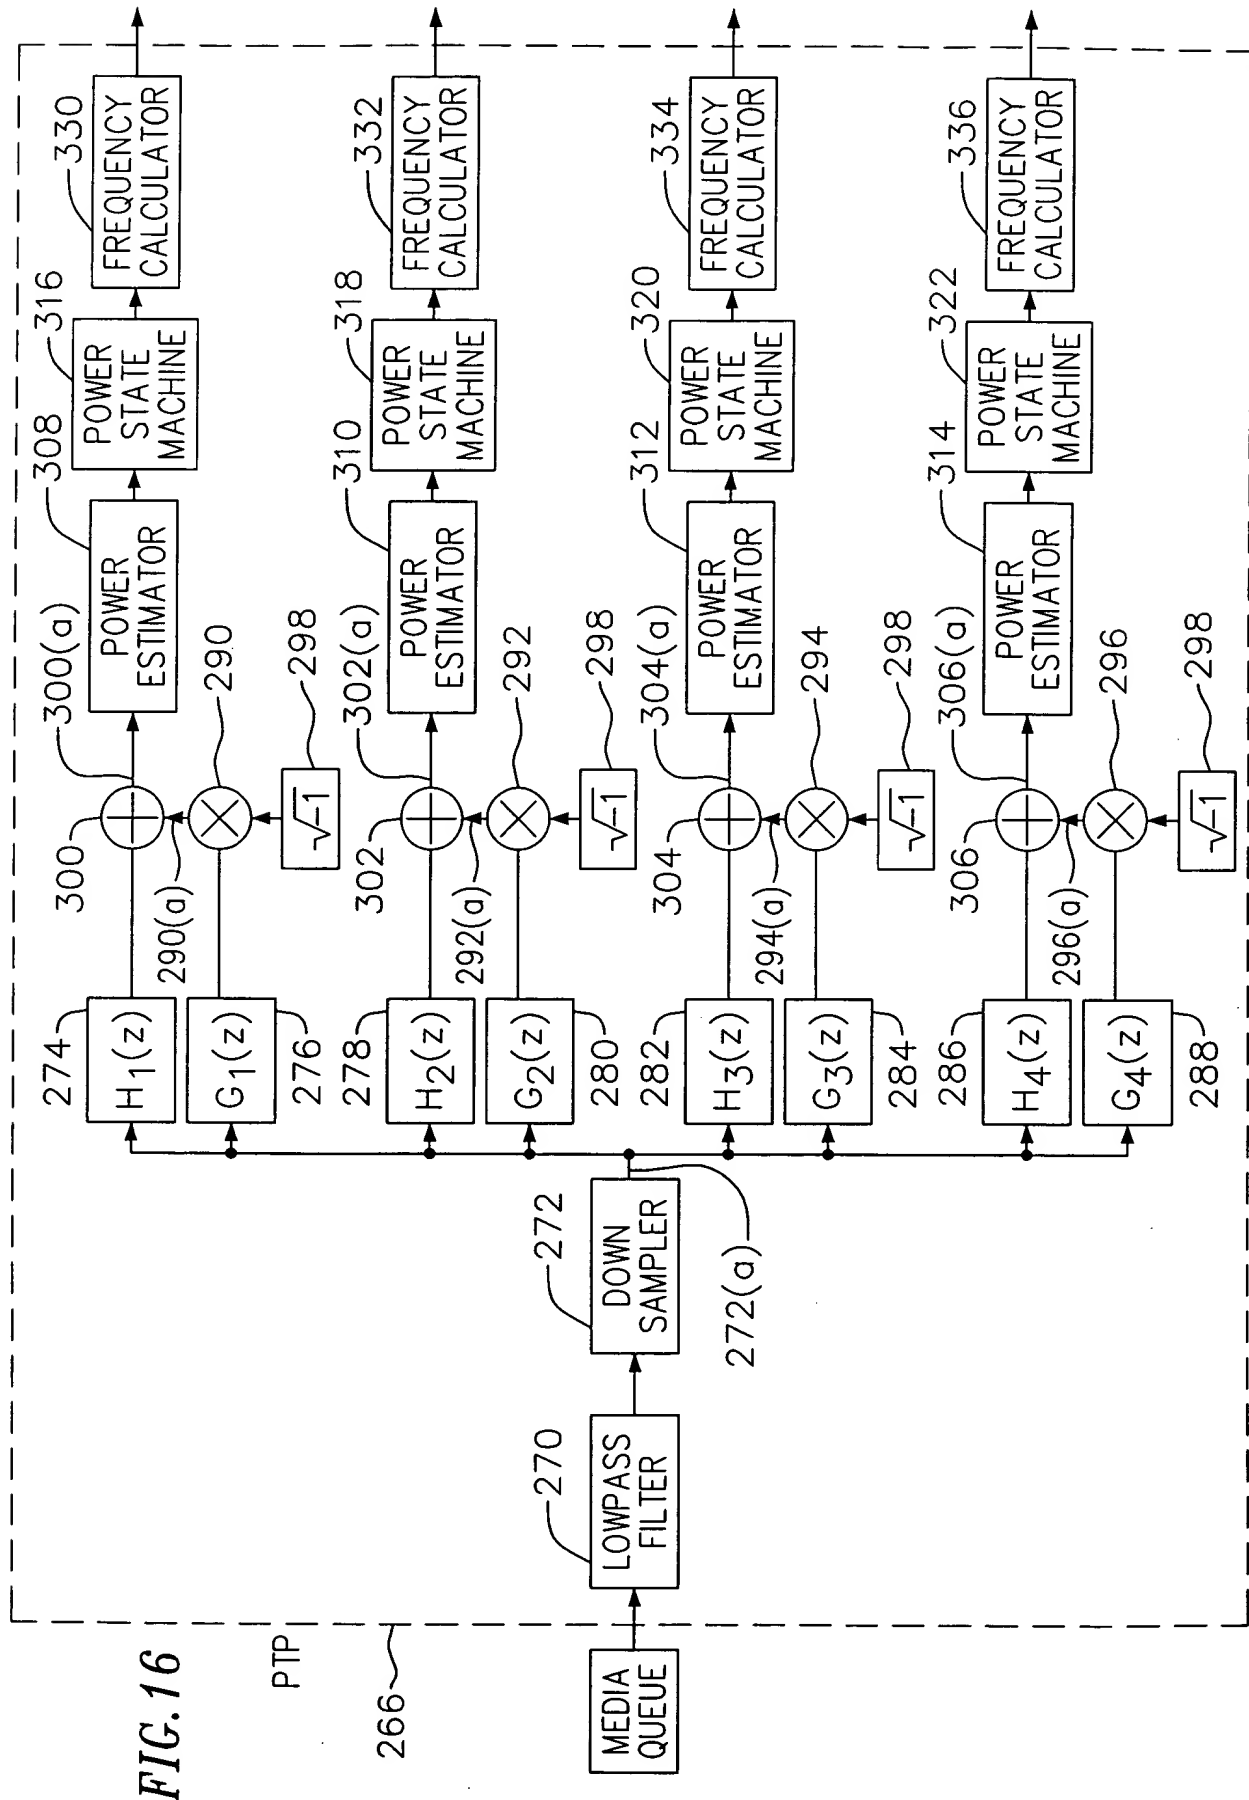 FIG.16
PTP
266
MEDIA
QUEUE
270
LOWPASS
FILTER
272
DOWN
SAMPLER
272(a)
274
H1(z)
G1(z)
276
290(a)
300
300(a)
290
√-1
298
308
POWER
ESTIMATOR
316
POWER
STATE
MACHINE
330
FREQUENCY
CALCULATOR
278
H2(z)
G2(z)
280
292(a)
302
302(a)
292
√-1
298
310
POWER
ESTIMATOR
318
POWER
STATE
MACHINE
332
FREQUENCY
CALCULATOR
282
H3(z)
G3(z)
284
294(a)
304
304(a)
294
√-1
298
312
POWER
ESTIMATOR
320
POWER
STATE
MACHINE
334
FREQUENCY
CALCULATOR
286
H4(z)
G4(z)
288
296(a)
306
306(a)
296
√-1
298
314
POWER
ESTIMATOR
322
POWER
STATE
MACHINE
336
FREQUENCY
CALCULATOR